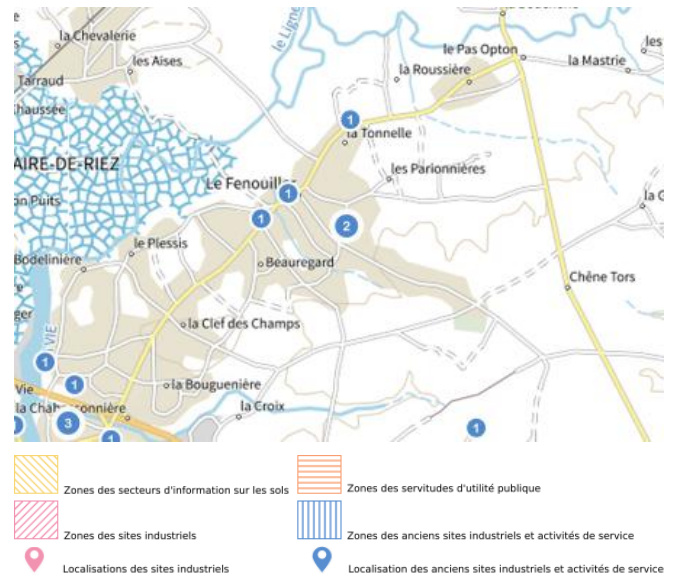 la Chevalerie
les Aises
le Ligne
le Pas Opton
les
la Mastrie
la Roussière
Tarraud
Chaussée
1
la Tonnelle
AIRE-DE-RIEZ
Le Fenouiller
les Parionnières
1
on Puits
1
2
la G
le Plessis
Bodelinière
Beauregard
Chêne Tors
ger
VIE
la Clef des Champs
1
1
Vie
la Bouguenière
la Croix
3
1
1
Zones des secteurs d'information sur les sols
Zones des servitudes d'utilité publique
Zones des sites industriels
Zones des anciens sites industriels et activités de service
Localisations des sites industriels
Localisation des anciens sites industriels et activités de service